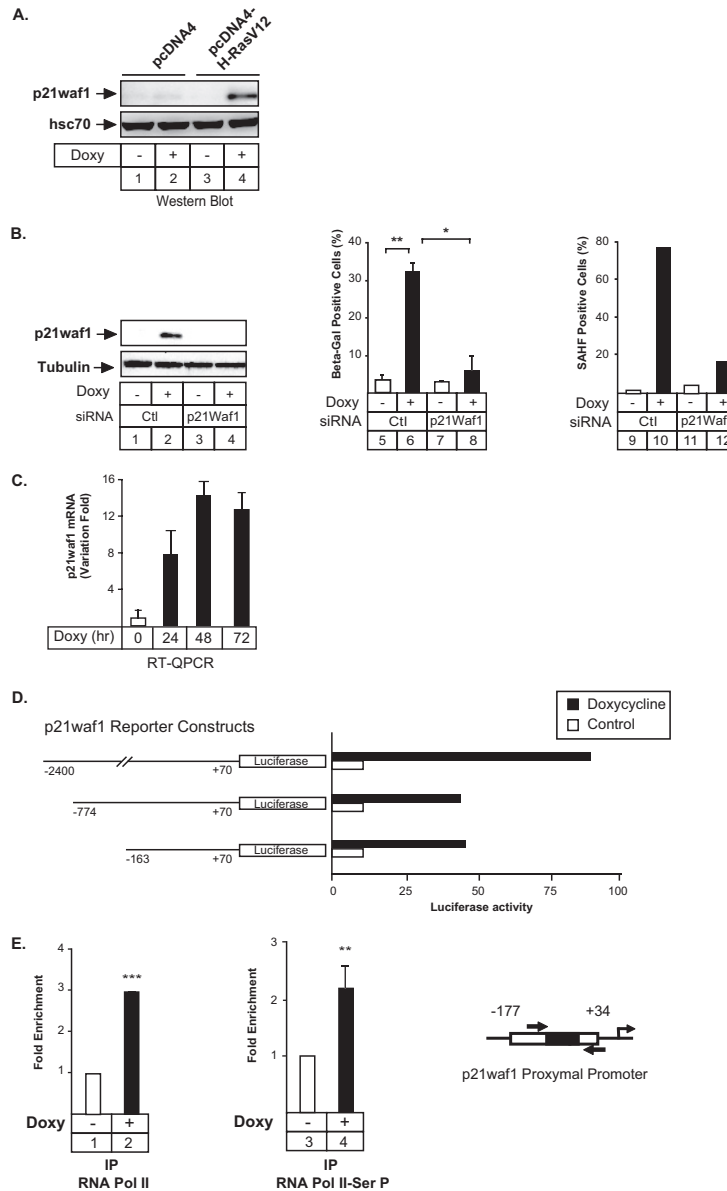 A.
pcDNA4
pcDNA4-
H-RasV12
p21waf1
hsc70
Doxy - + - +
1 2 3 4
Western Blot
B.
p21waf1
Tubulin
Doxy - + - +
siRNA Ctl p21Waf1
1 2 3 4
Beta-Gal Positive Cells (%)
40
30
20
10
0
** *
Doxy - + - +
siRNA Ctl p21Waf1
5 6 7 8
SAHF Positive Cells (%)
80
60
40
20
Doxy - + - +
siRNA Ctl p21Waf
9 10 11 12
C.
p21waf1 mRNA
(Variation Fold)
16
12
8
4
Doxy (hr) 0 24 48 72
RT-QPCR
D.
p21waf1 Reporter Constructs
Doxycycline
Control
-2400 +70 Luciferase
-774 +70 Luciferase
-163 +70 Luciferase
0 25 50 75 100
Luciferase activity
E.
Fold Enrichment
4
3
2
1
***
Doxy - +
1 2
IP
RNA Pol II
Fold Enrichment
3
2
1
**
Doxy - +
3 4
IP
RNA Pol II-Ser P
-177 +34
p21waf1 Proxymal Promoter